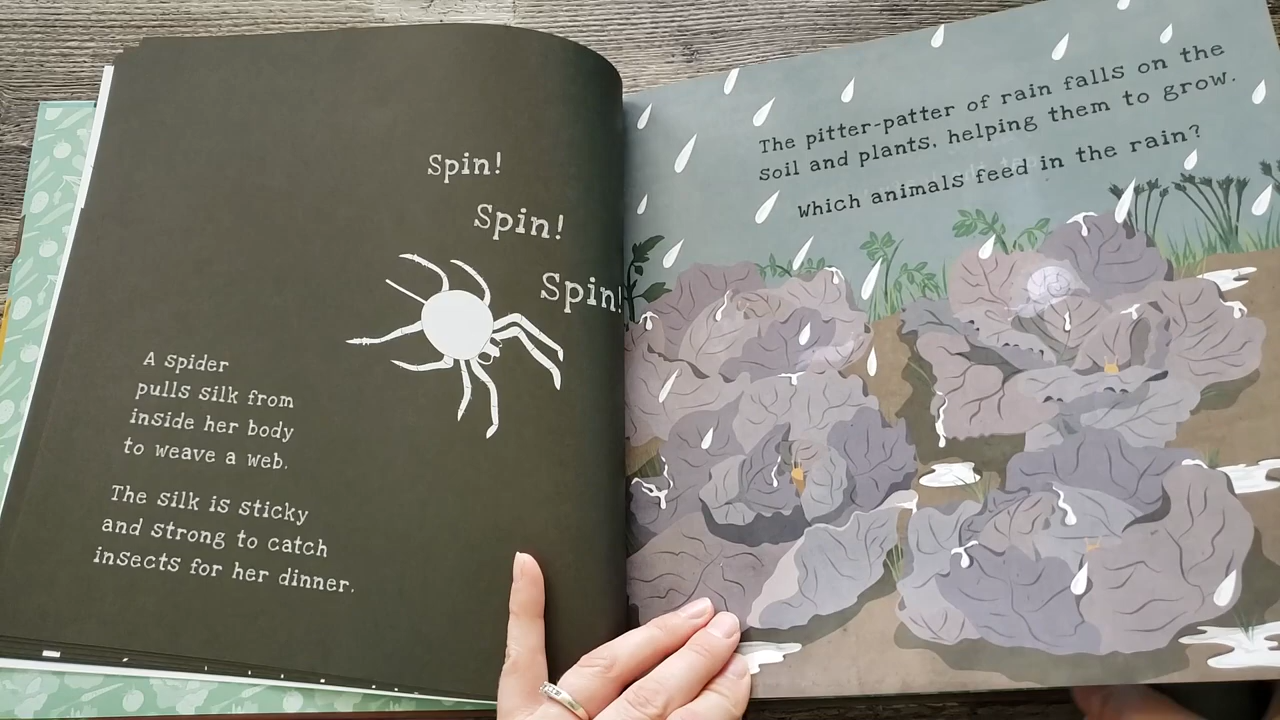 Spin!
Spin!
Spin!
A spider
pulls silk from
inside her body
to weave a web.
The silk is sticky
and strong to catch
insects for her dinner.
The pitter-patter of rain falls on the
soil and plants, helping them to grow.
Which animals feed in the rain?